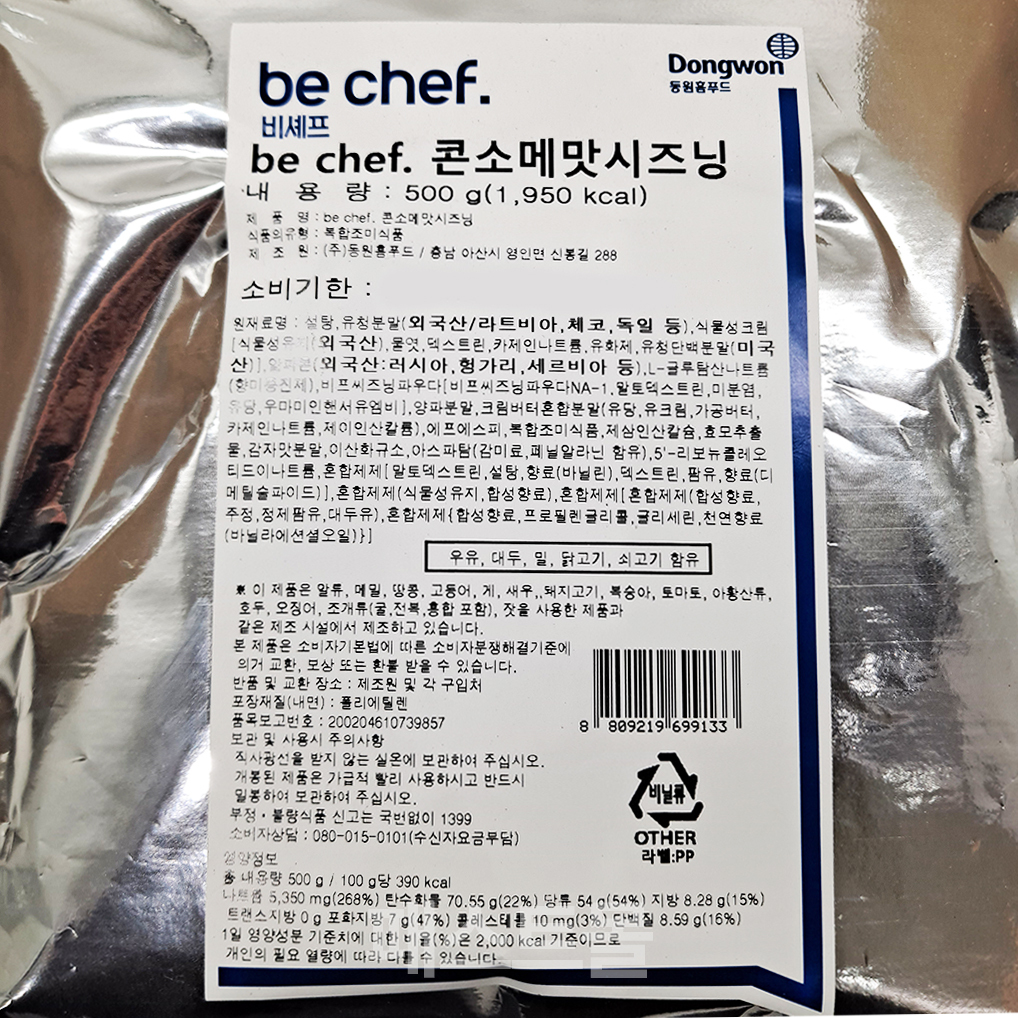 be chef.
비셰프
Dongwon
동원홈푸드
be chef. 콘소메맛시즈닝
내 용 량 : 500 g(1,950 kcal)
제 품 명 : be chef. 콘소메맛시즈닝
식품의유형 : 복합조미식품
제 조 원 : (주)동원홈푸드 / 충남 아산시 영인면 신봉길 288
소비기한 :
원재료명 : 설탕,유청분말(외국산/라트비아,체코,독일 등),식물성크림
[식물성유지(외국산),물엿,덱스트린,카제인나트륨,유화제,유청단백분말(미국
산)],양파분(외국산:러시아,헝가리,세르비아 등),L-글루탐산나트륨
(향미증진제),비프씨즈닝파우다[비프씨즈닝파우다NA-1,말토덱스트린,미분염,
유당,우마미인핸서유엠비],양파분말,크림버터혼합분말(유당,유크림,가공버터,
카제인나트륨,제이인산칼륨),에프에스피,복합조미식품,제삼인산칼슘,효모추출
물,감자맛분말,이산화규소,아스파탐(감미료,페닐알라닌 함유),5'-리보뉴클레오
티드이나트륨,혼합제제[말토덱스트린,설탕,향료(바닐린),덱스트린,팜유,향료(디
메틸술파이드)],혼합제제(식물성유지,합성향료),혼합제제[혼합제제(합성향료,
주정,정제팜유,대두유),혼합제제{합성향료,프로필렌글리콜,글리세린,천연향료
(바닐라에션셜오일)}]
우유, 대두, 밀, 닭고기, 쇠고기 함유
※ 이 제품은 알류, 메밀, 땅콩, 고등어, 게, 새우,,돼지고기, 복숭아, 토마토, 아황산류,
호두, 오징어, 조개류(굴,전복,홍합 포함), 잣을 사용한 제품과
같은 제조 시설에서 제조하고 있습니다.
본 제품은 소비자기본법에 따른 소비자분쟁해결기준에
의거 교환, 보상 또는 환불 받을 수 있습니다.
반품 및 교환 장소 : 제조원 및 각 구입처
포장재질(내면) : 폴리에틸렌
품목보고번호 : 200204610739857
보관 및 사용시 주의사항
직사광선을 받지 않는 실온에 보관하여 주십시오.
개봉된 제품은 가급적 빨리 사용하시고 반드시
밀봉하여 보관하여 주십시오.
부정·불량식품 신고는 국번없이 1399
소비자상담 : 080-015-0101(수신자요금부담)
8 809219 699133
비닐류
OTHER
라벨:PP
영양정보
총 내용량 500 g / 100 g당 390 kcal
나트륨 5,350 mg(268%) 탄수화물 70.55 g(22%) 당류 54 g(54%) 지방 8.28 g(15%)
트랜스지방 0 g 포화지방 7 g(47%) 콜레스테롤 10 mg(3%) 단백질 8.59 g(16%)
1일 영양성분 기준치에 대한 비율(%)은 2,000 kcal 기준이므로
개인의 필요 열량에 따라 다를 수 있습니다.